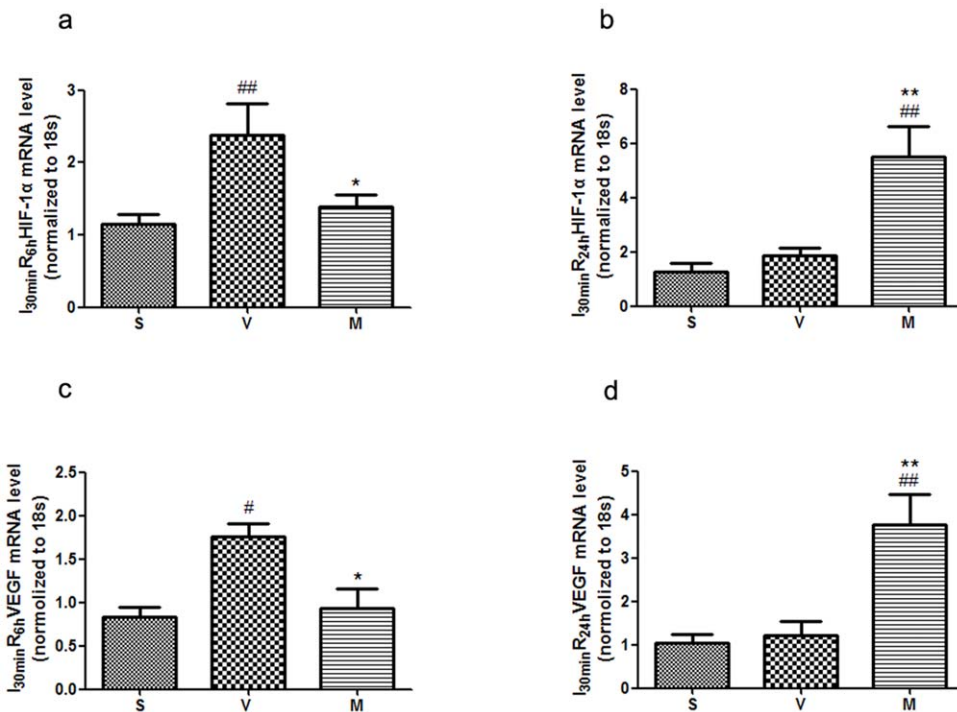 a
I30minR6hHIF-1α mRNA level
(normalized to 18s)
3
2
1
0
##
*
S V M
b
I30minR24hHIF-1α mRNA level
(normalized to 18s)
8
6
4
2
0
**
##
S V M
c
I30minR6hVEGF mRNA level
(normolized to 18s)
2.5
2.0
1.5
1.0
0.5
0.0
#
*
S V M
d
I30minR24hVEGF mRNA level
(normalized to 18s)
5
4
3
2
1
0
**
##
S V M